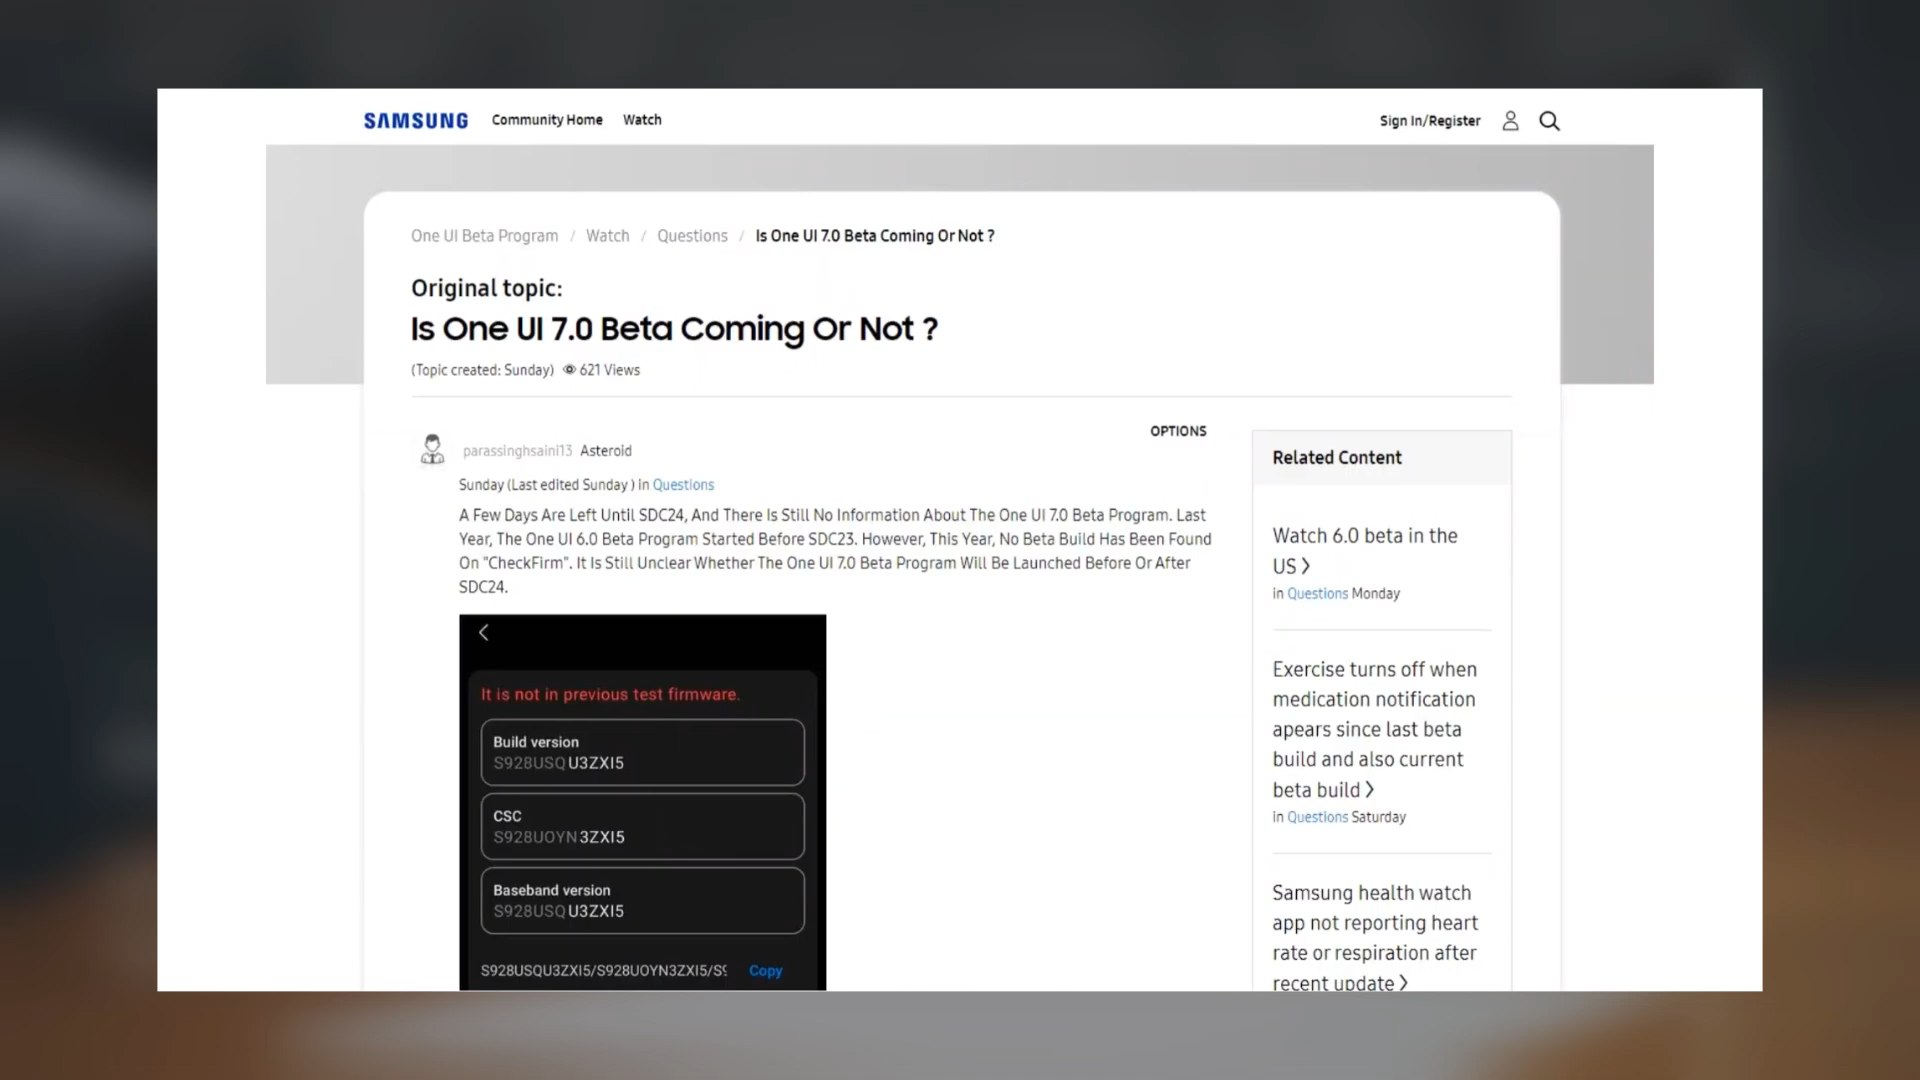 SAMSUNG Community Home Watch Sign In/Register
One UI Beta Program / Watch / Questions / Is One UI 7.0 Beta Coming Or Not ?
Original topic:
Is One UI 7.0 Beta Coming Or Not ?
(Topic created: Sunday) 621 Views
OPTIONS
parassinghsaini13 Asteroid
Sunday (Last edited Sunday ) in Questions
A Few Days Are Left Until SDC24, And There Is Still No Information About The One UI 7.0 Beta Program. Last
Year, The One UI 6.0 Beta Program Started Before SDC23. However, This Year, No Beta Build Has Been Found
On "CheckFirm". It Is Still Unclear Whether The One UI 7.0 Beta Program Will Be Launched Before Or After
SDC24.
It is not in previous test firmware.
Build version
S928USQU3ZXI5
CSC
S928UOYN3ZXI5
Baseband version
S928USQU3ZXI5
S928USQU3ZXI5/S928UOYN3ZXI5/S9 Copy
Related Content
Watch 6.0 beta in the
US >
in Questions Monday
Exercise turns off when
medication notification
apears since last beta
build and also current
beta build >
in Questions Saturday
Samsung health watch
app not reporting heart
rate or respiration after
recent update >